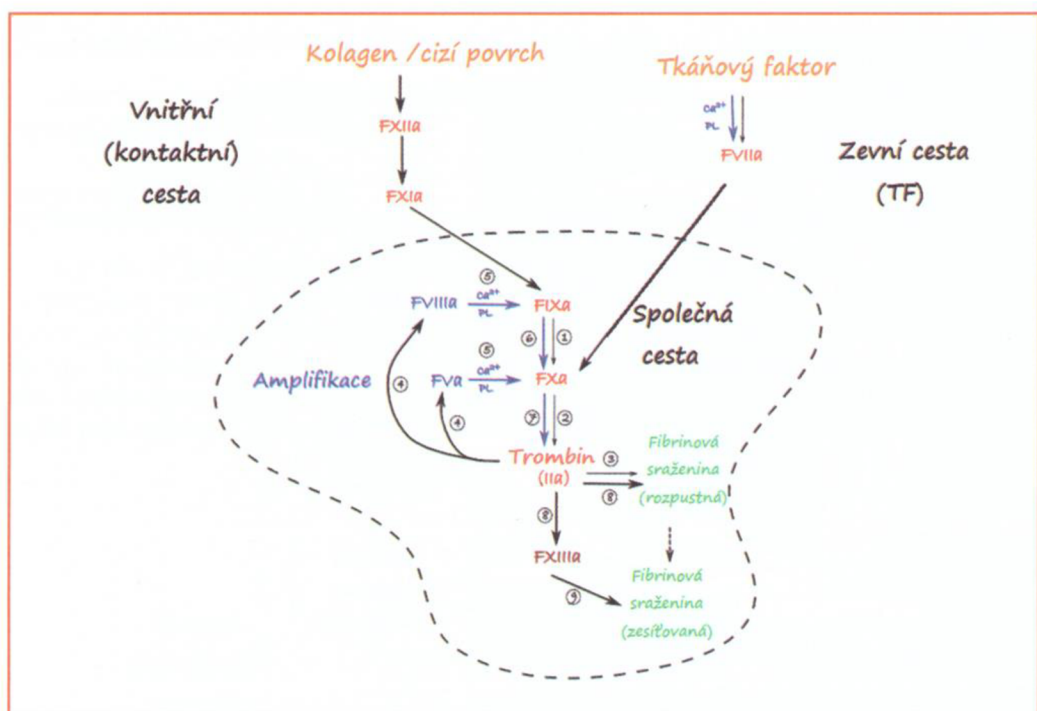 Kolagen /cizí povrch
Tkáňový faktor
Vnitřní
(kontaktní)
cesta
FXIIa
Ca²⁺
PL
FVIIa
Zevní cesta
(TF)
FXIa
⑤
FVIIIa
Ca²⁺
PL
FIXa
Společná
cesta
⑥
①
⑤
Amplifikace
④
FVa
Ca²⁺
PL
FXa
④
⑦
②
Trombin
(IIa)
③
⑧
Fibrinová
sraženina
(rozpustná)
⑧
FXIIIa
⑨
Fibrinová
sraženina
(zesíťovaná)